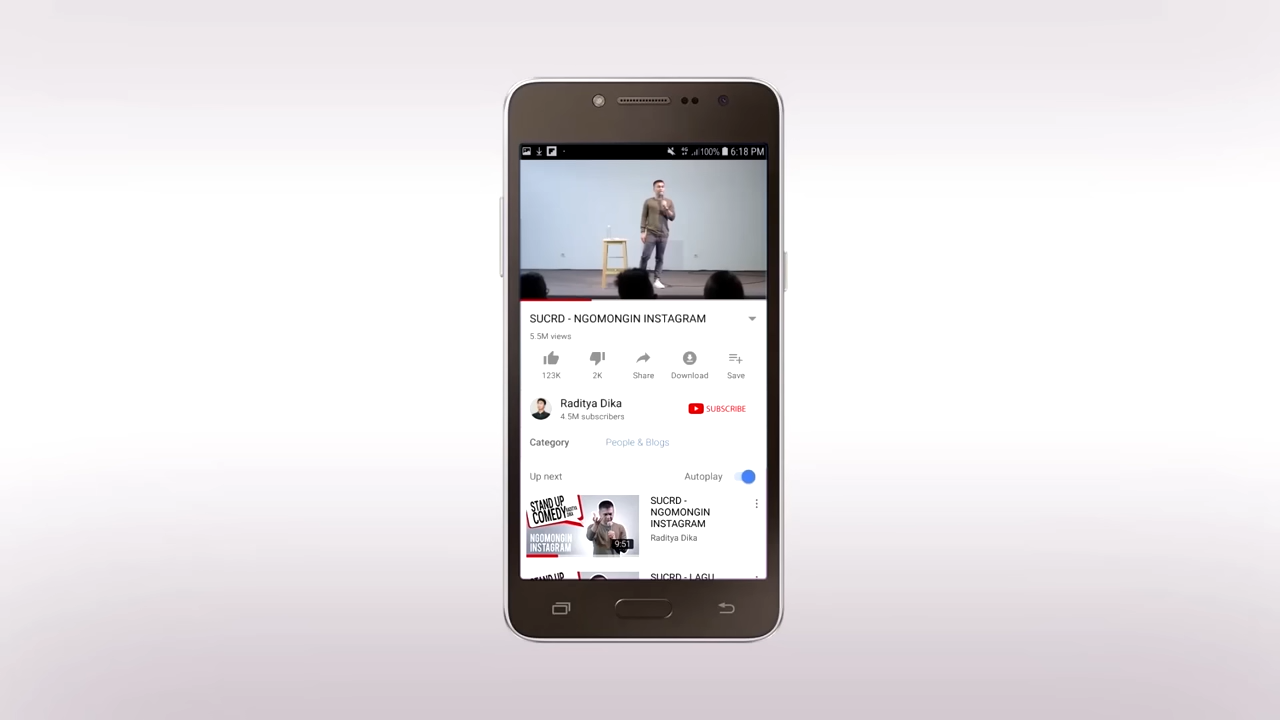 100% 6:18 PM
SUCRD - NGOMONGIN INSTAGRAM
5.5M views
123K 2K Share Download Save
Raditya Dika
4.5M subscribers
SUBSCRIBE
Category People & Blogs
Up next Autoplay
STAND UP
COMEDY
NGOMONGIN
INSTAGRAM
9:51
SUCRD -
NGOMONGIN
INSTAGRAM
Raditya Dika
STAND UP
SUCRD - LAGU